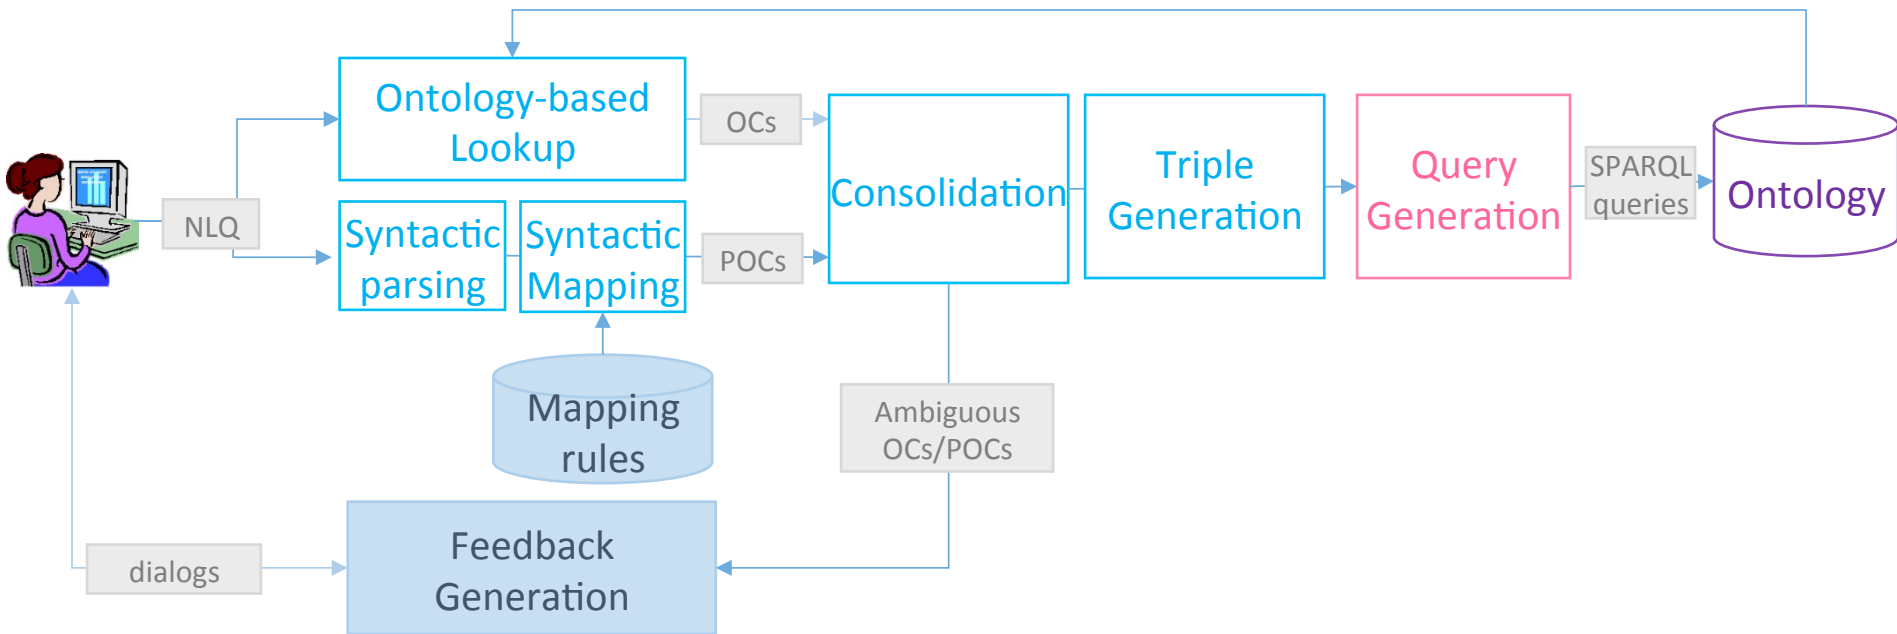 Ontology-based
Lookup
OCs
NLQ
Syntactic
parsing
Syntactic
Mapping
POCs
Consolidation
Triple
Generation
Query
Generation
SPARQL
queries
Ontology
Mapping
rules
Ambiguous
OCs/POCs
Feedback
Generation
dialogs